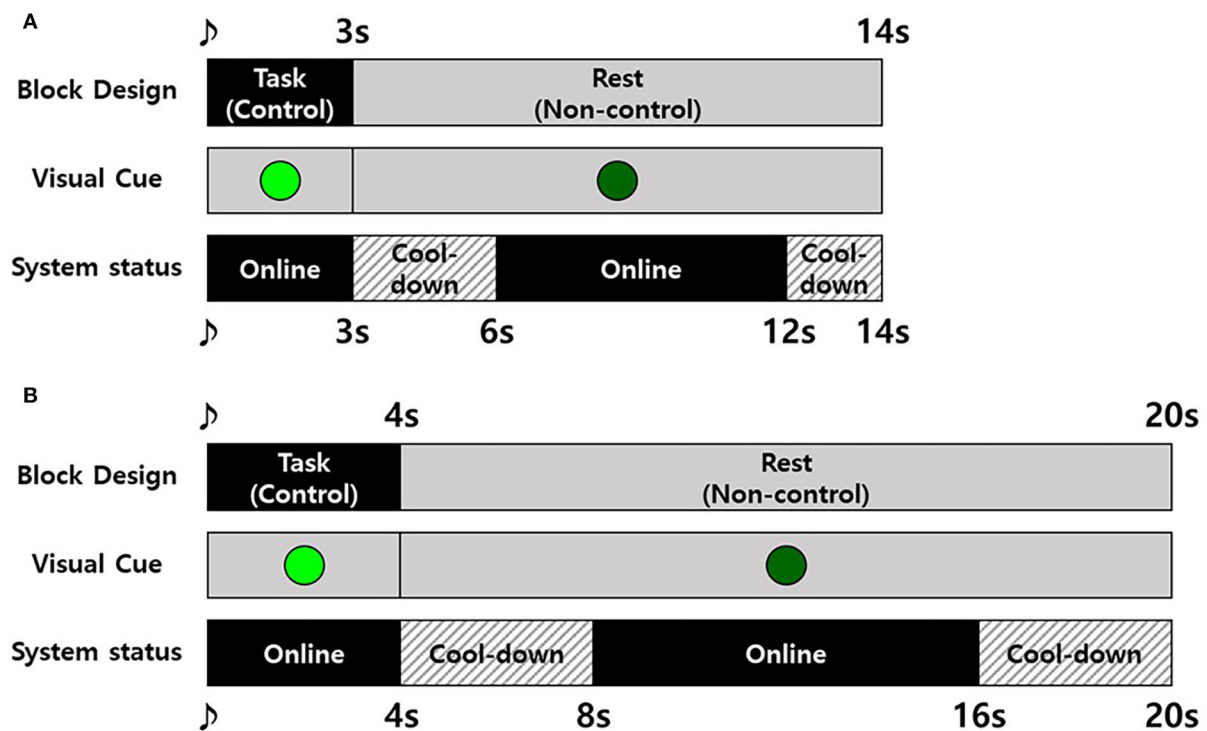 A
♪ 3s 14s
Block Design
Task
(Control)
Rest
(Non-control)
Visual Cue
System status
Online
Cool-
down
Online
Cool-
down
♪ 3s 6s 12s 14s
B
♪ 4s 20s
Block Design
Task
(Control)
Rest
(Non-control)
Visual Cue
System status
Online
Cool-down
Online
Cool-down
♪ 4s 8s 16s 20s